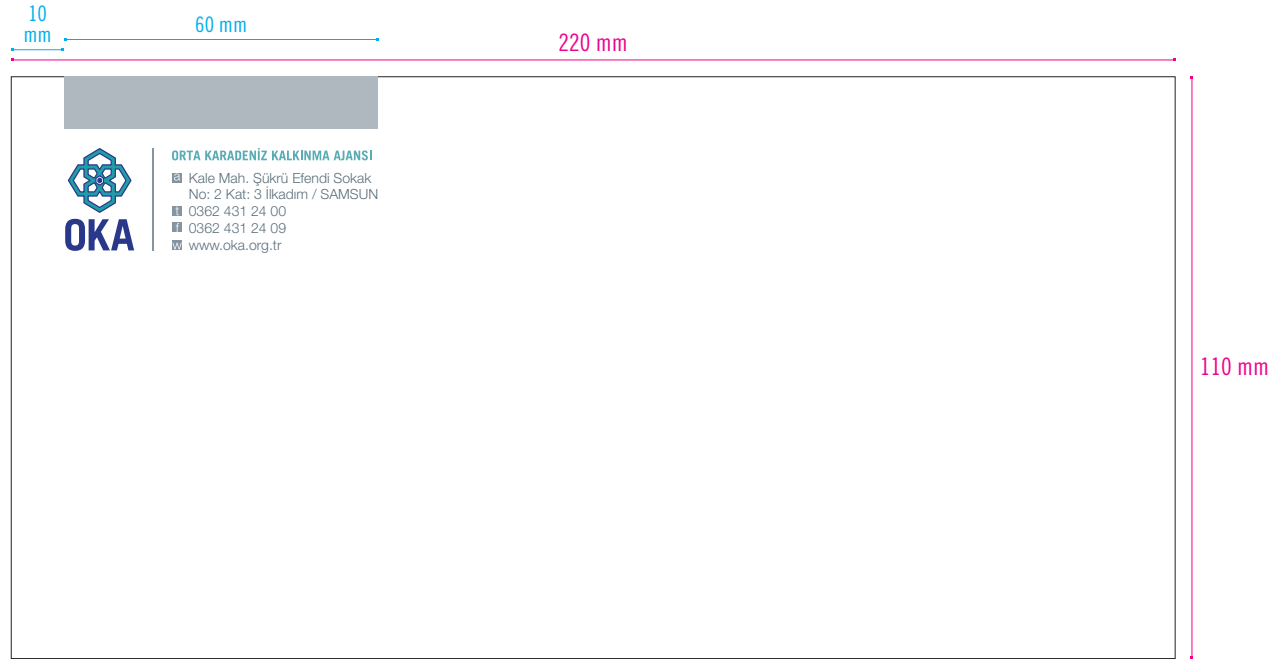 10
mm
60 mm
220 mm
ORTA KARADENİZ KALKINMA AJANSI
a Kale Mah. Şükrü Efendi Sokak
No: 2 Kat: 3 İlkadım / SAMSUN
t 0362 431 24 00
f 0362 431 24 09
w www.oka.org.tr
OKA
110 mm